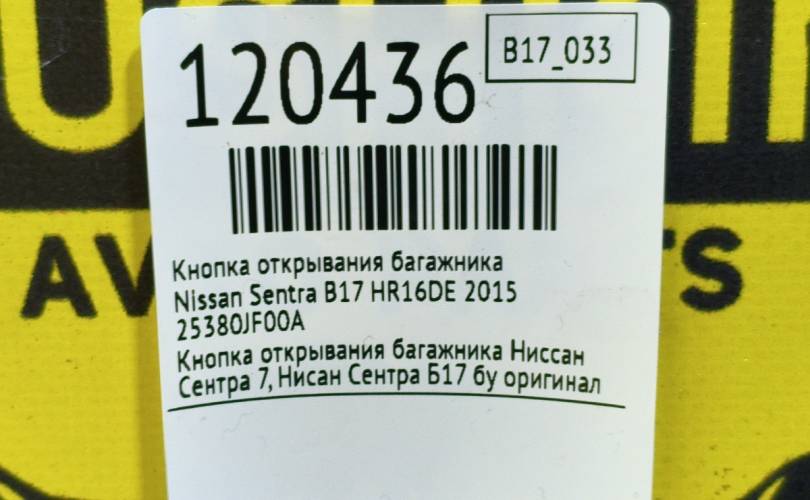 120436
B17_033
Кнопка открывания багажника
Nissan Sentra B17 HR16DE 2015
25380JF00A
Кнопка открывания багажника Ниссан
Сентра 7, Нисан Сентра Б17 бу оригинал